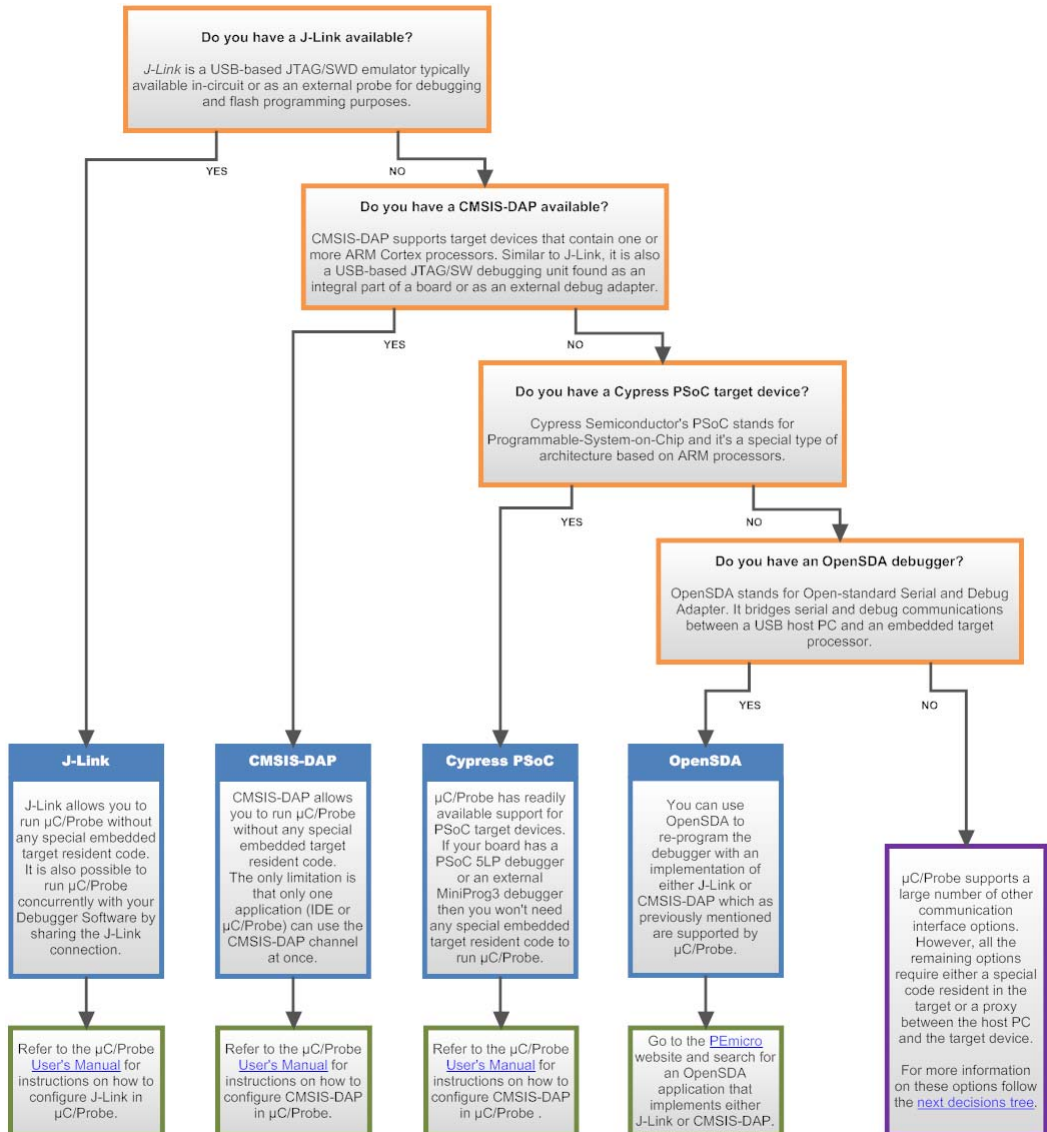 Do you have a J-Link available?
J-Link is a USB-based JTAG/SWD emulator typically
available in-circuit or as an external probe for debugging
and flash programming purposes.
YES
NO
Do you have a CMSIS-DAP available?
CMSIS-DAP supports target devices that contain one or
more ARM Cortex processors. Similar to J-Link, it is also
a USB-based JTAG/SW debugging unit found as an
integral part of a board or as an external debug adapter.
YES
NO
Do you have a Cypress PSoC target device?
Cypress Semiconductor's PSoC stands for
Programmable-System-on-Chip and it's a special type of
architecture based on ARM processors.
YES
NO
Do you have an OpenSDA debugger?
OpenSDA stands for Open-standard Serial and Debug
Adapter. It bridges serial and debug communications
between a USB host PC and an embedded target
processor.
YES
NO
J-Link
J-Link allows you to
run µC/Probe without
any special embedded
target resident code.
It is also possible to
run µC/Probe
concurrently with your
Debugger Software by
sharing the J-Link
connection.
Refer to the µC/Probe
User's Manual for
instructions on how to
configure J-Link in
µC/Probe.
CMSIS-DAP
CMSIS-DAP allows
you to run µC/Probe
without any special
embedded target
resident code.
The only limitation is
that only one
application (IDE or
µC/Probe) can use the
CMSIS-DAP channel
at once.
Refer to the µC/Probe
User's Manual for
instructions on how to
configure CMSIS-DAP
in µC/Probe.
Cypress PSoC
µC/Probe has readily
available support for
PSoC target devices.
If your board has a
PSoC 5LP debugger
or an external
MiniProg3 debugger
then you won't need
any special embedded
target resident code to
run µC/Probe.
Refer to the µC/Probe
User's Manual for
instructions on how to
configure CMSIS-DAP
in µC/Probe .
OpenSDA
You can use
OpenSDA to
re-program the
debugger with an
implementation of
either J-Link or
CMSIS-DAP which as
previously mentioned
are supported by
µC/Probe.
Go to the PEmicro
website and search for
an OpenSDA
application that
implements either
J-Link or CMSIS-DAP.
µC/Probe supports a
large number of other
communication
interface options.
However, all the
remaining options
require either a special
code resident in the
target or a proxy
between the host PC
and the target device.
For more information
on these options follow
the next decisions tree.